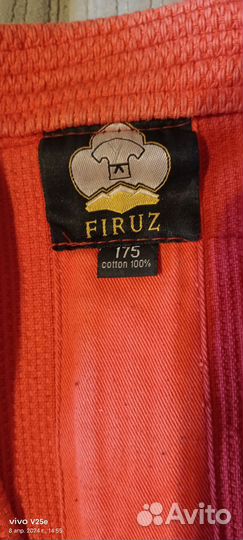 FIRUZ
175
cotton 100%
vivo V25e
8 апр. 2024 г., 14:55
Avito